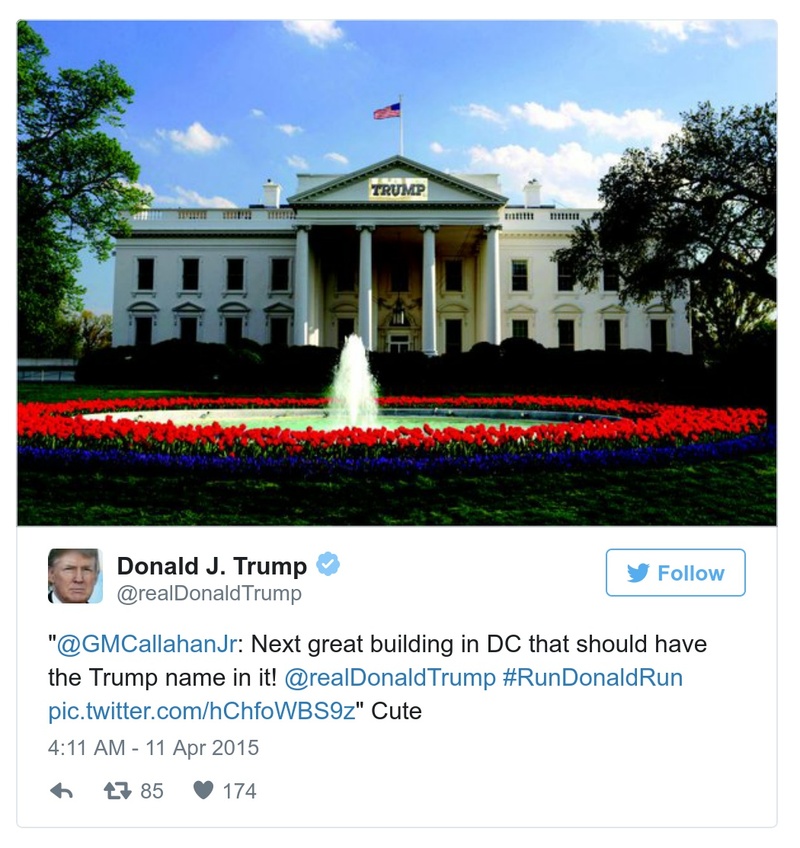 TRUMP
Donald J. Trump
Follow
@realDonaldTrump
"@GMCallahanJr: Next great building in DC that should have
the Trump name in it! @realDonaldTrump #RunDonaldRun
pic.twitter.com/hChfoWBS9z" Cute
4:11 AM - 11 Apr 2015
85 174